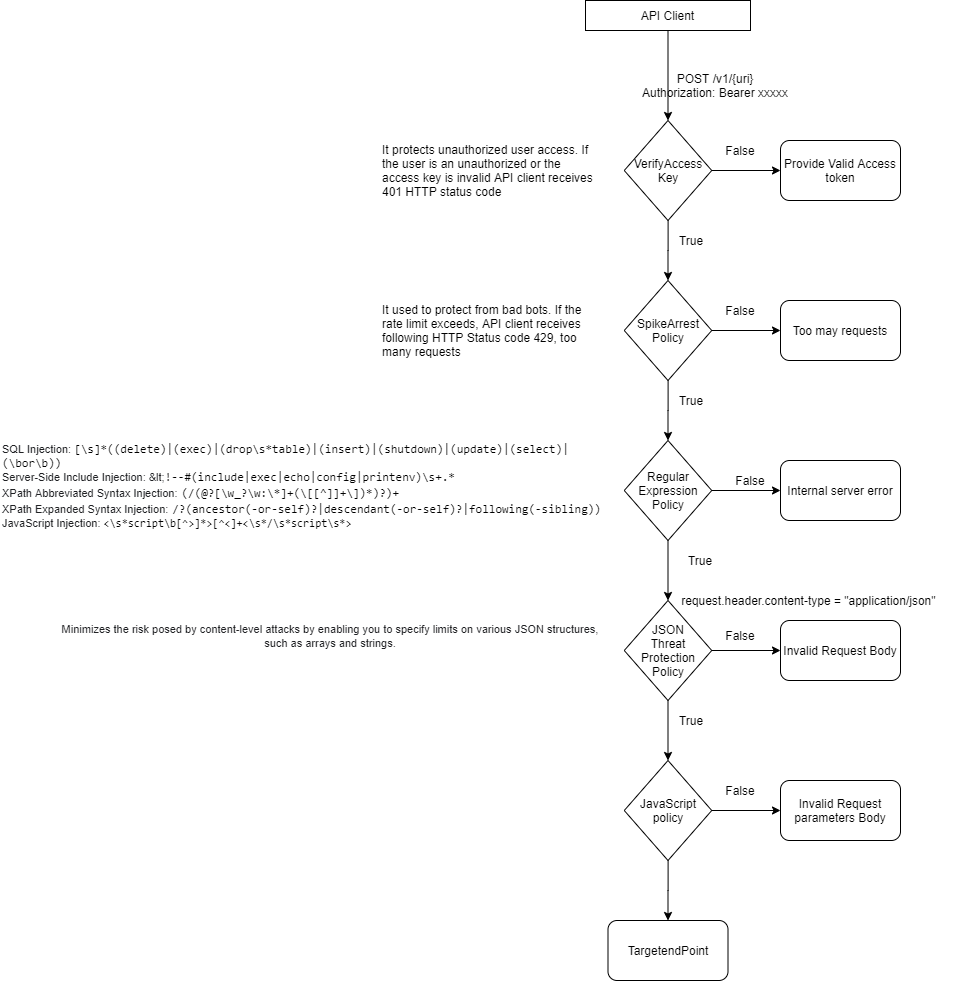 API Client
POST /v1/{uri}
Authorization: Bearer xxxxx
It protects unauthorized user access. If
the user is an unauthorized or the
access key is invalid API client receives
401 HTTP status code
VerifyAccess
Key
False
Provide Valid Access
token
True
It used to protect from bad bots. If the
rate limit exceeds, API client receives
following HTTP Status code 429, too
many requests
SpikeArrest
Policy
False
Too may requests
True
SQL Injection: [\s]*((delete)|(exec)|(drop\s*table)|(insert)|(shutdown)|(update)|(select)|
(\bor\b))
Server-Side Include Injection: &lt;!--#(include|exec|echo|config|printenv)\s+.*
XPath Abbreviated Syntax Injection: (/(@?[\w_?\w:\*]+(\[[^]]+\])*)?)+
XPath Expanded Syntax Injection: /?(ancestor(-or-self)?|descendant(-or-self)?|following(-sibling))
JavaScript Injection: <\s*script\b[^>]*>[^<]+<\s*/\s*script\s*>
Regular
Expression
Policy
False
Internal server error
True
request.header.content-type = "application/json"
Minimizes the risk posed by content-level attacks by enabling you to specify limits on various JSON structures,
such as arrays and strings.
JSON
Threat
Protection
Policy
False
Invalid Request Body
True
JavaScript
policy
False
Invalid Request
parameters Body
TargetendPoint